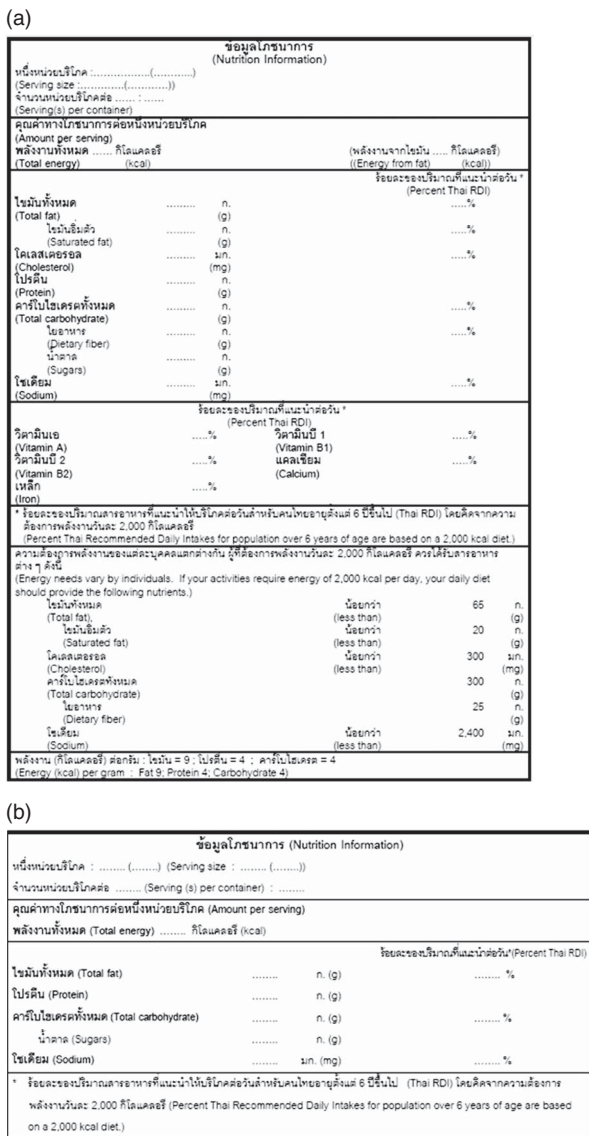 (a)
ข้อมูลโภชนาการ
(Nutrition Information)
หนึ่งหน่วยบริโภค :.................(...........)
(Serving size :............(............))
จำนวนหน่วยบริโภคต่อ ...... : ......
(Serving(s) per container)
คุณค่าทางโภชนาการต่อหนึ่งหน่วยบริโภค
(Amount per serving)
พลังงานทั้งหมด ...... กิโลแคลอรี (พลังงานจากไขมัน ..... กิโลแคลอรี)
(Total energy) (kcal) ((Energy from fat) (kcal))
ร้อยละของปริมาณที่แนะนำต่อวัน *
(Percent Thai RDI)
ไขมันทั้งหมด ......... ก. .....%
(Total fat) (g)
ไขมันอิ่มตัว ......... ก. .....%
(Saturated fat) (g)
โคเลสเตอรอล ......... มก. .....%
(Cholesterol) (mg)
โปรตีน ......... ก.
(Protein) (g)
คาร์โบไฮเดรตทั้งหมด ......... ก. .....%
(Total carbohydrate) (g)
ใยอาหาร ......... ก. .....%
(Dietary fiber) (g)
น้ำตาล ......... ก.
(Sugars) (g)
โซเดียม ......... มก. .....%
(Sodium) (mg)
ร้อยละของปริมาณที่แนะนำต่อวัน *
(Percent Thai RDI)
วิตามินเอ .....% วิตามินบี 1 .....%
(Vitamin A) (Vitamin B1)
วิตามินบี 2 .....% แคลเซียม .....%
(Vitamin B2) (Calcium)
เหล็ก .....%
(Iron)
* ร้อยละของปริมาณสารอาหารที่แนะนำให้บริโภคต่อวันสำหรับคนไทยอายุตั้งแต่ 6 ปีขึ้นไป (Thai RDI) โดยคิดจากความ
ต้องการพลังงานวันละ 2,000 กิโลแคลอรี
(Percent Thai Recommended Daily Intakes for population over 6 years of age are based on a 2,000 kcal diet.)
ความต้องการพลังงานของแต่ละบุคคลแตกต่างกัน ผู้ที่ต้องการพลังงานวันละ 2,000 กิโลแคลอรี ควรได้รับสารอาหาร
ต่าง ๆ ดังนี้
(Energy needs vary by individuals. If your activities require energy of 2,000 kcal per day, your daily diet
should provide the following nutrients.)
ไขมันทั้งหมด น้อยกว่า 65 ก.
(Total fat), (less than) (g)
ไขมันอิ่มตัว น้อยกว่า 20 ก.
(Saturated fat) (less than) (g)
โคเลสเตอรอล น้อยกว่า 300 มก.
(Cholesterol) (less than) (mg)
คาร์โบไฮเดรตทั้งหมด 300 ก.
(Total carbohydrate) (g)
ใยอาหาร 25 ก.
(Dietary fiber) (g)
โซเดียม น้อยกว่า 2,400 มก.
(Sodium) (less than) (mg)
พลังงาน (กิโลแคลอรี) ต่อกรัม : ไขมัน = 9 ; โปรตีน = 4 ; คาร์โบไฮเดรต = 4
(Energy (kcal) per gram : Fat 9; Protein 4; Carbohydrate 4)
(b)
ข้อมูลโภชนาการ (Nutrition Information)
หนึ่งหน่วยบริโภค : ........ (........) (Serving size : ........ (........))
จำนวนหน่วยบริโภคต่อ ........ (Serving (s) per container) : ........
คุณค่าทางโภชนาการต่อหนึ่งหน่วยบริโภค (Amount per serving)
พลังงานทั้งหมด (Total energy) ........ กิโลแคลอรี (kcal)
ร้อยละของปริมาณที่แนะนำต่อวัน*(Percent Thai RDI)
ไขมันทั้งหมด (Total fat) ........ ก. (g) ........ %
โปรตีน (Protein) ........ ก. (g)
คาร์โบไฮเดรตทั้งหมด (Total carbohydrate) ........ ก. (g) ........ %
น้ำตาล (Sugars) ........ ก. (g)
โซเดียม (Sodium) ........ มก. (mg) ........ %
* ร้อยละของปริมาณสารอาหารที่แนะนำให้บริโภคต่อวันสำหรับคนไทยอายุตั้งแต่ 6 ปีขึ้นไป (Thai RDI) โดยคิดจากความต้องการ
พลังงานวันละ 2,000 กิโลแคลอรี (Percent Thai Recommended Daily Intakes for population over 6 years of age are based
on a 2,000 kcal diet.)